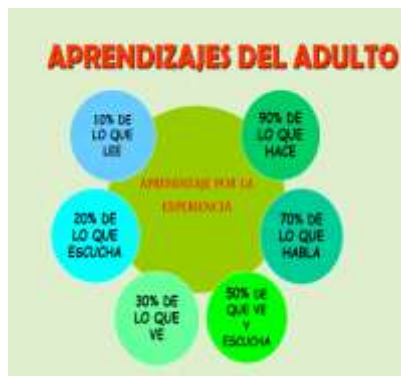 APRENDIZAJES DEL ADULTO
10% DE
LO QUE
LEE
90% DE
LO QUE
HACE
APRENDIZAJE POR LA
EXPERIENCIA
20% DE
LO QUE
ESCUCHA
70% DE
LO QUE
HABLA
30% DE
LO QUE
VE
50% DE
QUE VE
Y
ESCUCHA